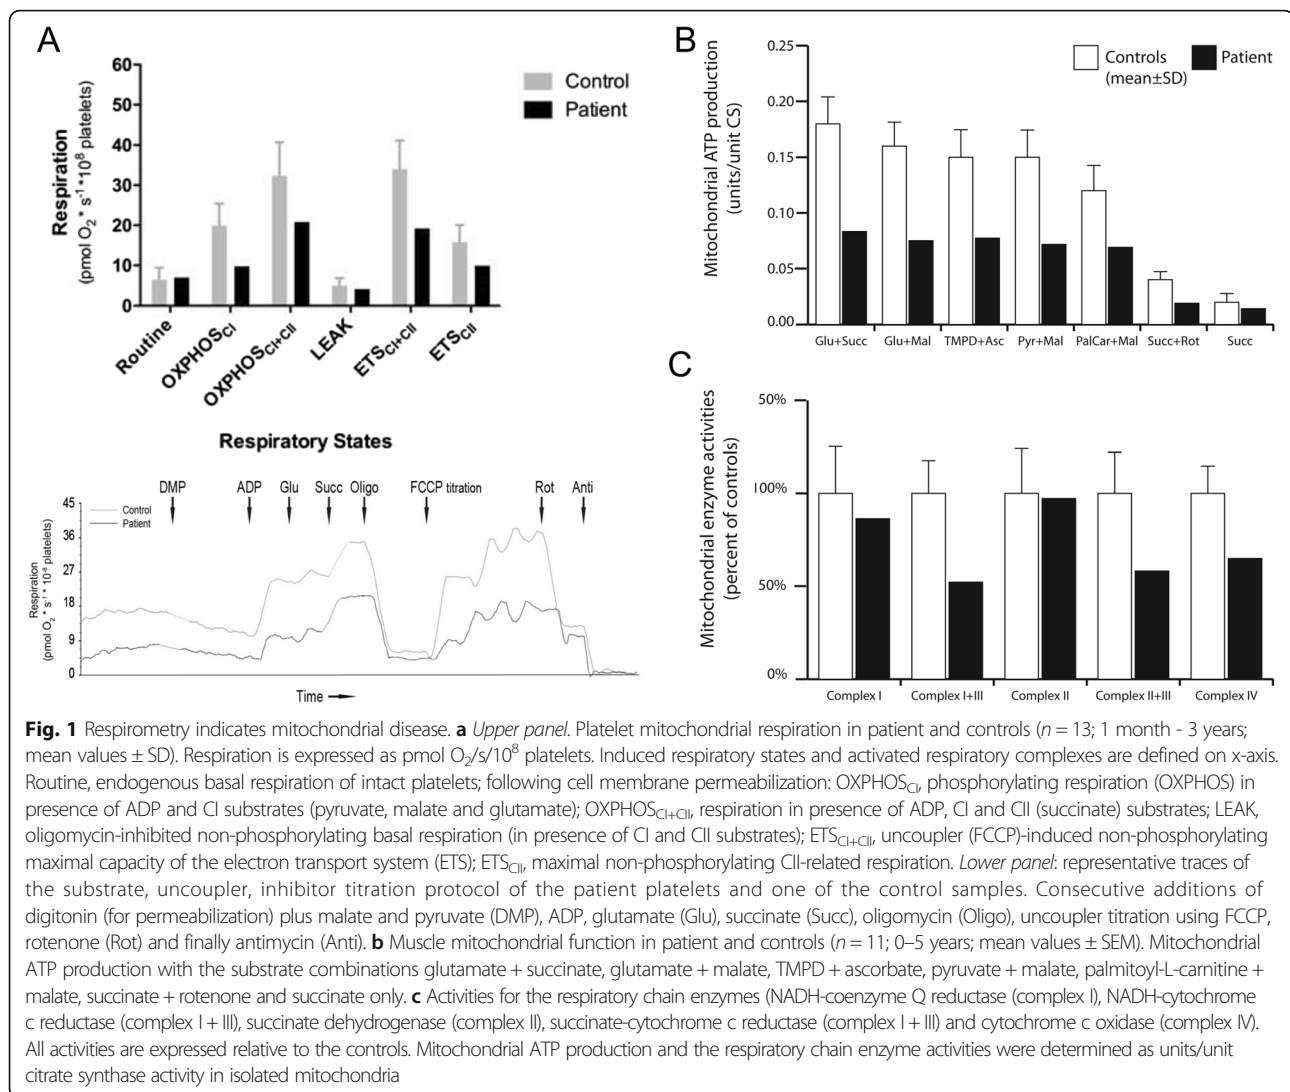 A
Respiration
(pmol O2 * s-1 *108 platelets)
60
50
40
30
20
10
0
Control
Patient
Routine
OXPHOSCI
OXPHOSCI+CII
LEAK
ETSCI+CII
ETSCII
Respiratory States
DMP
ADP
Glu
Succ
Oligo
FCCP titration
Rot
Anti
Control
Patient
Respiration
(pmol O2 * s-1 * 10-8 platelets)
45
36
27
18
9
0
Time
B
Mitochondrial ATP production
(units/unit CS)
0.25
0.20
0.15
0.10
0.05
0.00
Controls
(mean±SD)
Patient
Glu+Succ
Glu+Mal
TMPD+Asc
Pyr+Mal
PalCar+Mal
Succ+Rot
Succ
C
Mitochondrial enzyme activities
(percent of controls)
50%
100%
50%
0%
Complex I
Complex I+III
Complex II
Complex II+III
Complex IV
Fig. 1 Respirometry indicates mitochondrial disease. a Upper panel. Platelet mitochondrial respiration in patient and controls (n = 13; 1 month - 3 years;
mean values ± SD). Respiration is expressed as pmol O2/s/108 platelets. Induced respiratory states and activated respiratory complexes are defined on x-axis.
Routine, endogenous basal respiration of intact platelets; following cell membrane permeabilization: OXPHOSCI, phosphorylating respiration (OXPHOS) in
presence of ADP and CI substrates (pyruvate, malate and glutamate); OXPHOSCI+CII, respiration in presence of ADP, CI and CII (succinate) substrates; LEAK,
oligomycin-inhibited non-phosphorylating basal respiration (in presence of CI and CII substrates); ETSCI+CII, uncoupler (FCCP)-induced non-phosphorylating
maximal capacity of the electron transport system (ETS); ETSCII, maximal non-phosphorylating CII-related respiration. Lower panel: representative traces of
the substrate, uncoupler, inhibitor titration protocol of the patient platelets and one of the control samples. Consecutive additions of
digitonin (for permeabilization) plus malate and pyruvate (DMP), ADP, glutamate (Glu), succinate (Succ), oligomycin (Oligo), uncoupler titration using FCCP,
rotenone (Rot) and finally antimycin (Anti). b Muscle mitochondrial function in patient and controls (n = 11; 0–5 years; mean values ± SEM). Mitochondrial
ATP production with the substrate combinations glutamate + succinate, glutamate + malate, TMPD + ascorbate, pyruvate + malate, palmitoyl-L-carnitine +
malate, succinate + rotenone and succinate only. c Activities for the respiratory chain enzymes (NADH-coenzyme Q reductase (complex I), NADH-cytochrome
c reductase (complex I + III), succinate dehydrogenase (complex II), succinate-cytochrome c reductase (complex I + III) and cytochrome c oxidase (complex IV).
All activities are expressed relative to the controls. Mitochondrial ATP production and the respiratory chain enzyme activities were determined as units/unit
citrate synthase activity in isolated mitochondria